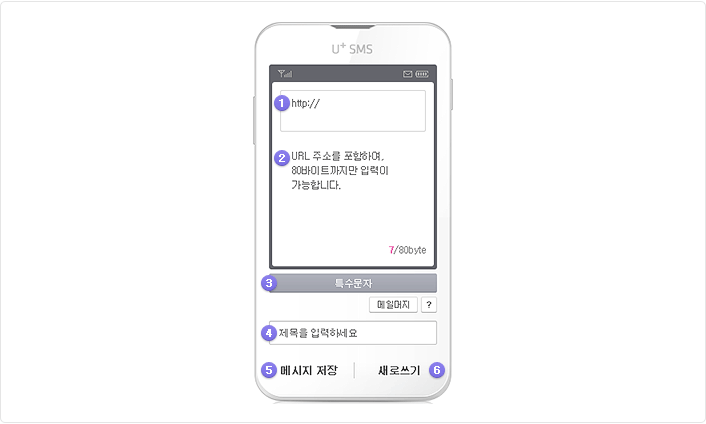 U+ SMS
1 http://
2 URL 주소를 포함하여,
80바이트까지만 입력이
가능합니다.
7/80byte
3 특수문자
메일머지 ?
4 제목을 입력하세요
5 메시지 저장 새로쓰기 6